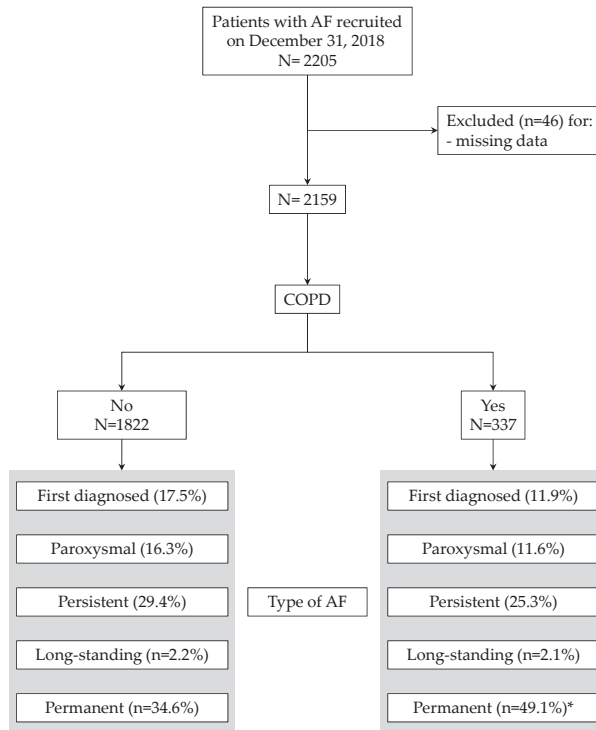 Patients with AF recruited
on December 31, 2018
N= 2205
Excluded (n=46) for:
- missing data
N= 2159
COPD
No
N=1822
Yes
N=337
First diagnosed (17.5%)
Paroxysmal (16.3%)
Persistent (29.4%)
Long-standing (n=2.2%)
Permanent (n=34.6%)
Type of AF
First diagnosed (11.9%)
Paroxysmal (11.6%)
Persistent (25.3%)
Long-standing (n=2.1%)
Permanent (n=49.1%)*